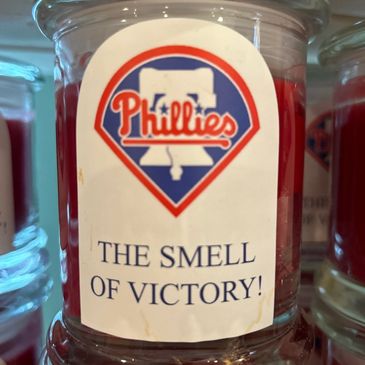 Phillies
THE SMELL
OF VICTORY!